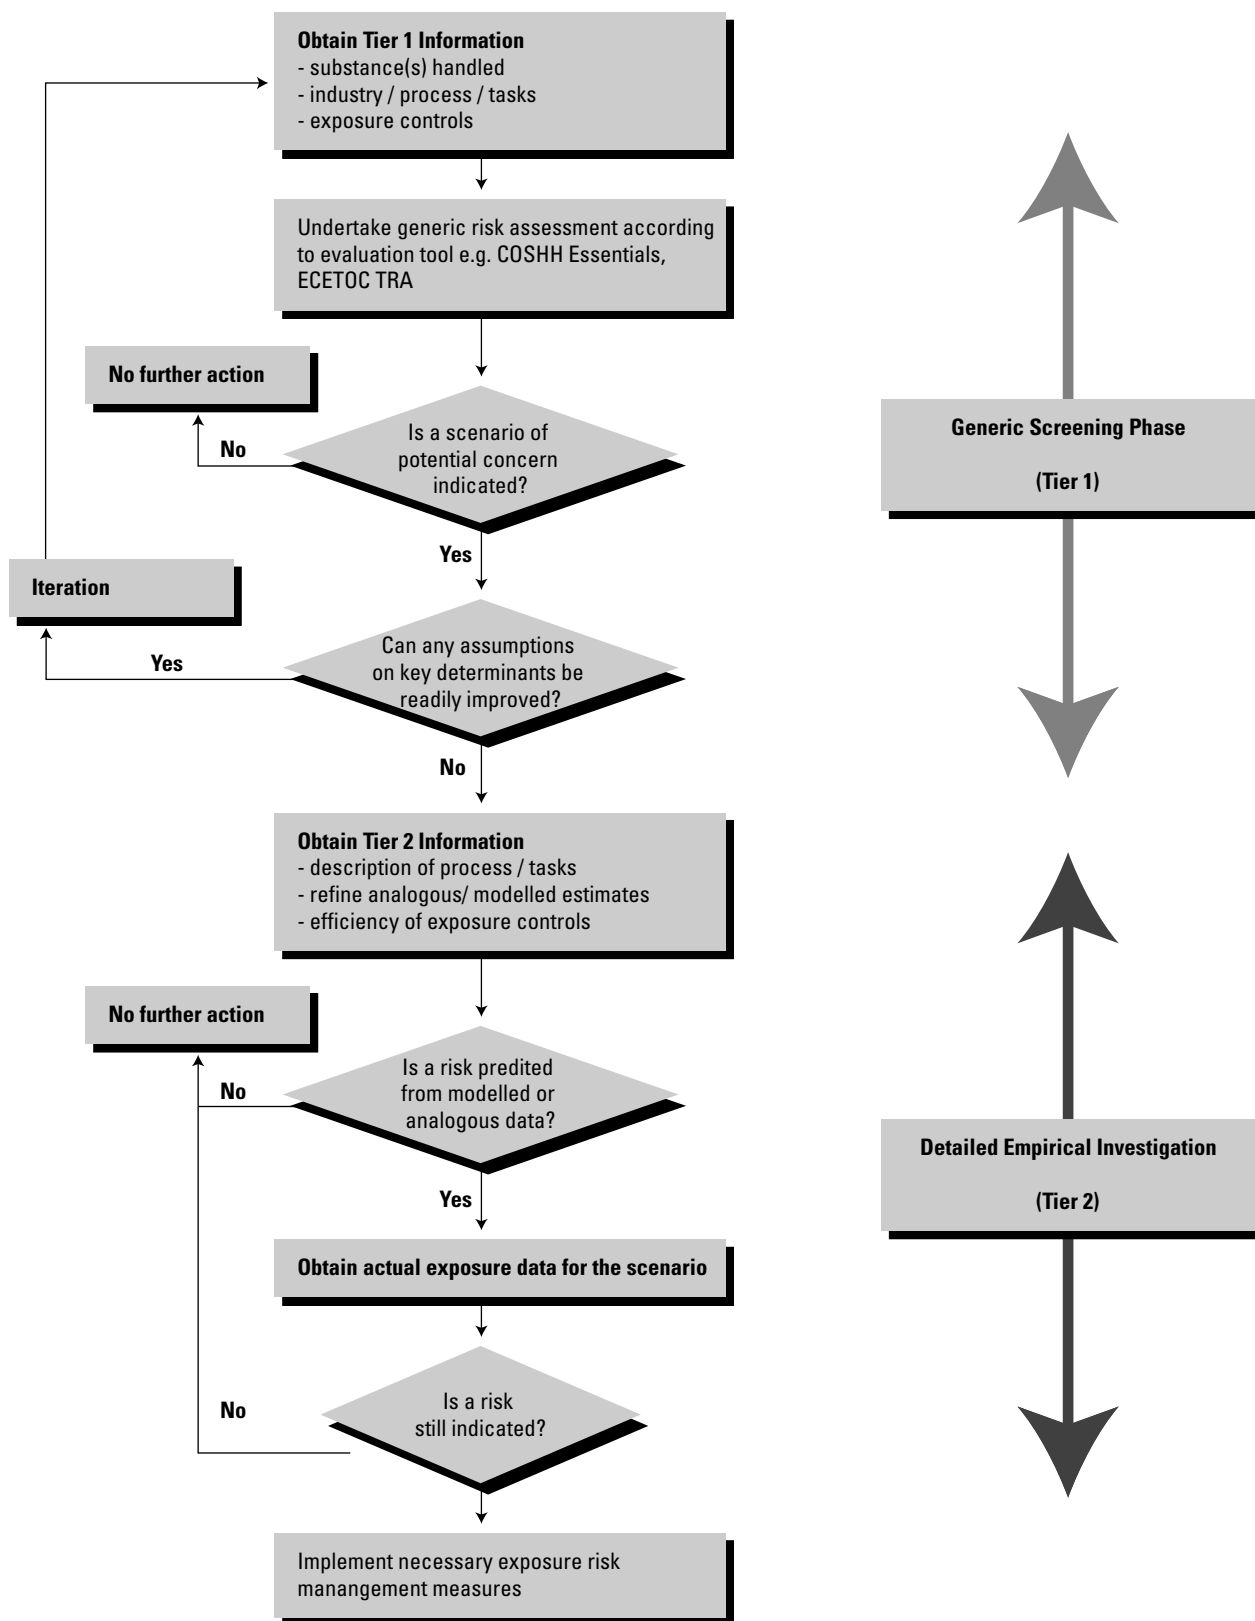 Obtain Tier 1 Information
- substance(s) handled
- industry / process / tasks
- exposure controls
Undertake generic risk assessment according
to evaluation tool e.g. COSHH Essentials,
ECETOC TRA
No further action
Is a scenario of
potential concern
indicated?
No
Yes
Generic Screening Phase
(Tier 1)
Iteration
Can any assumptions
on key determinants be
readily improved?
Yes
No
Obtain Tier 2 Information
- description of process / tasks
- refine analogous/ modelled estimates
- efficiency of exposure controls
No further action
Is a risk predited
from modelled or
analogous data?
No
Yes
Detailed Empirical Investigation
(Tier 2)
Obtain actual exposure data for the scenario
Is a risk
still indicated?
No
Implement necessary exposure risk
manangement measures